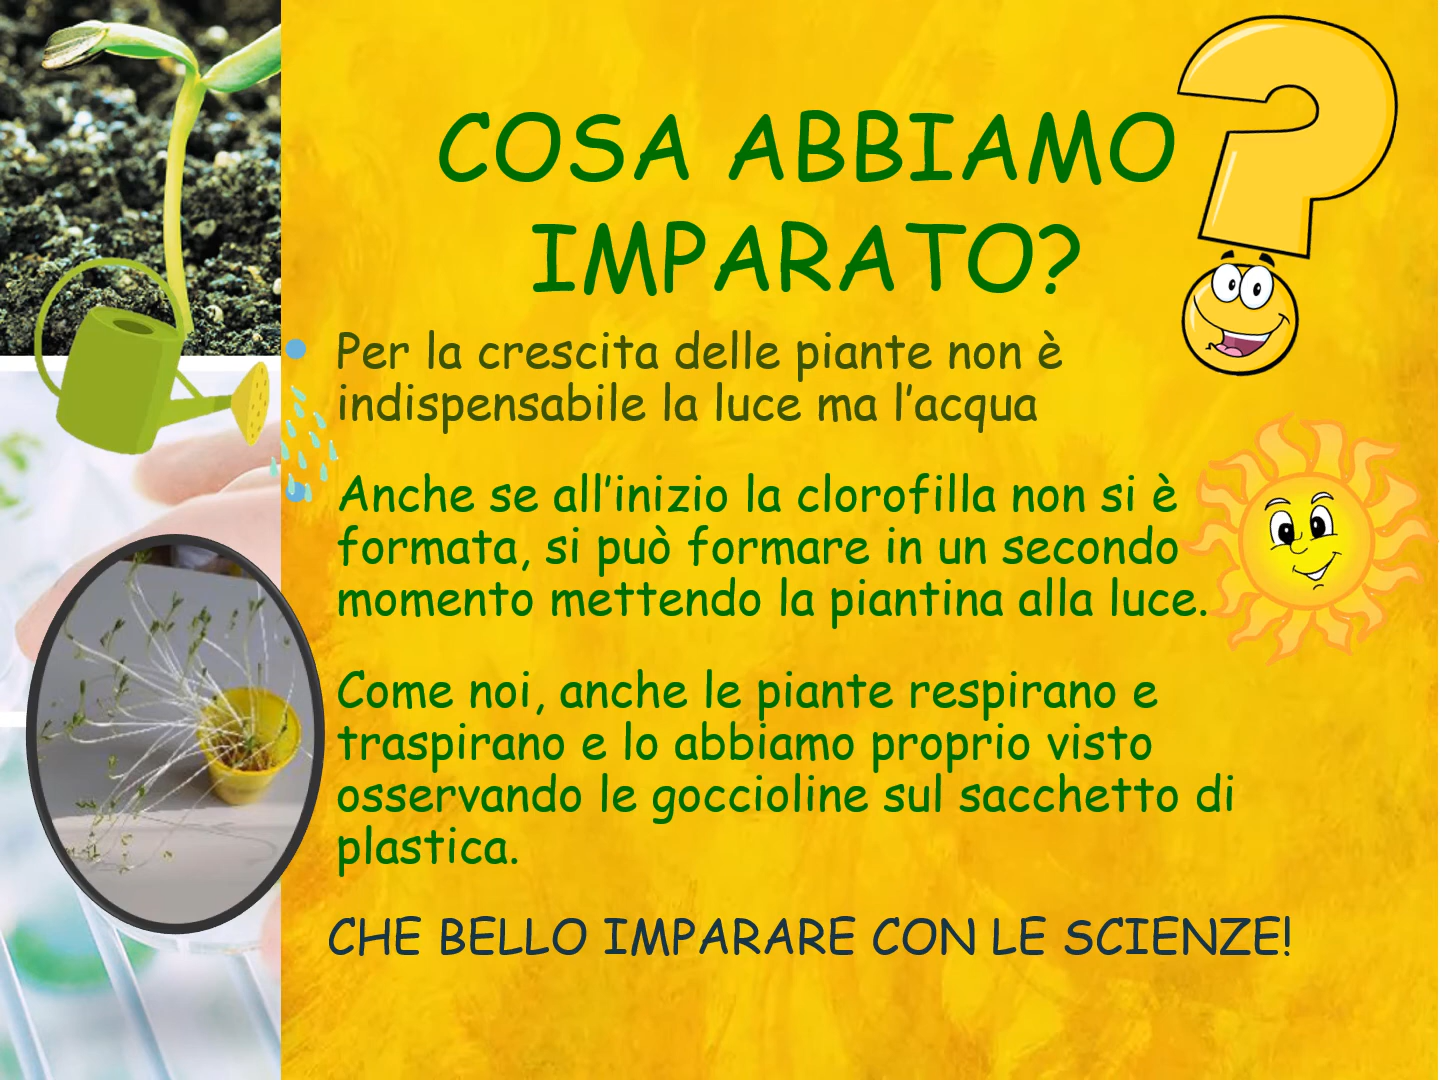 COSA ABBIAMO
IMPARATO?
Per la crescita delle piante non è
indispensabile la luce ma l’acqua
Anche se all’inizio la clorofilla non si è
formata, si può formare in un secondo
momento mettendo la piantina alla luce.
Come noi, anche le piante respirano e
traspirano e lo abbiamo proprio visto
osservando le goccioline sul sacchetto di
plastica.
CHE BELLO IMPARARE CON LE SCIENZE!